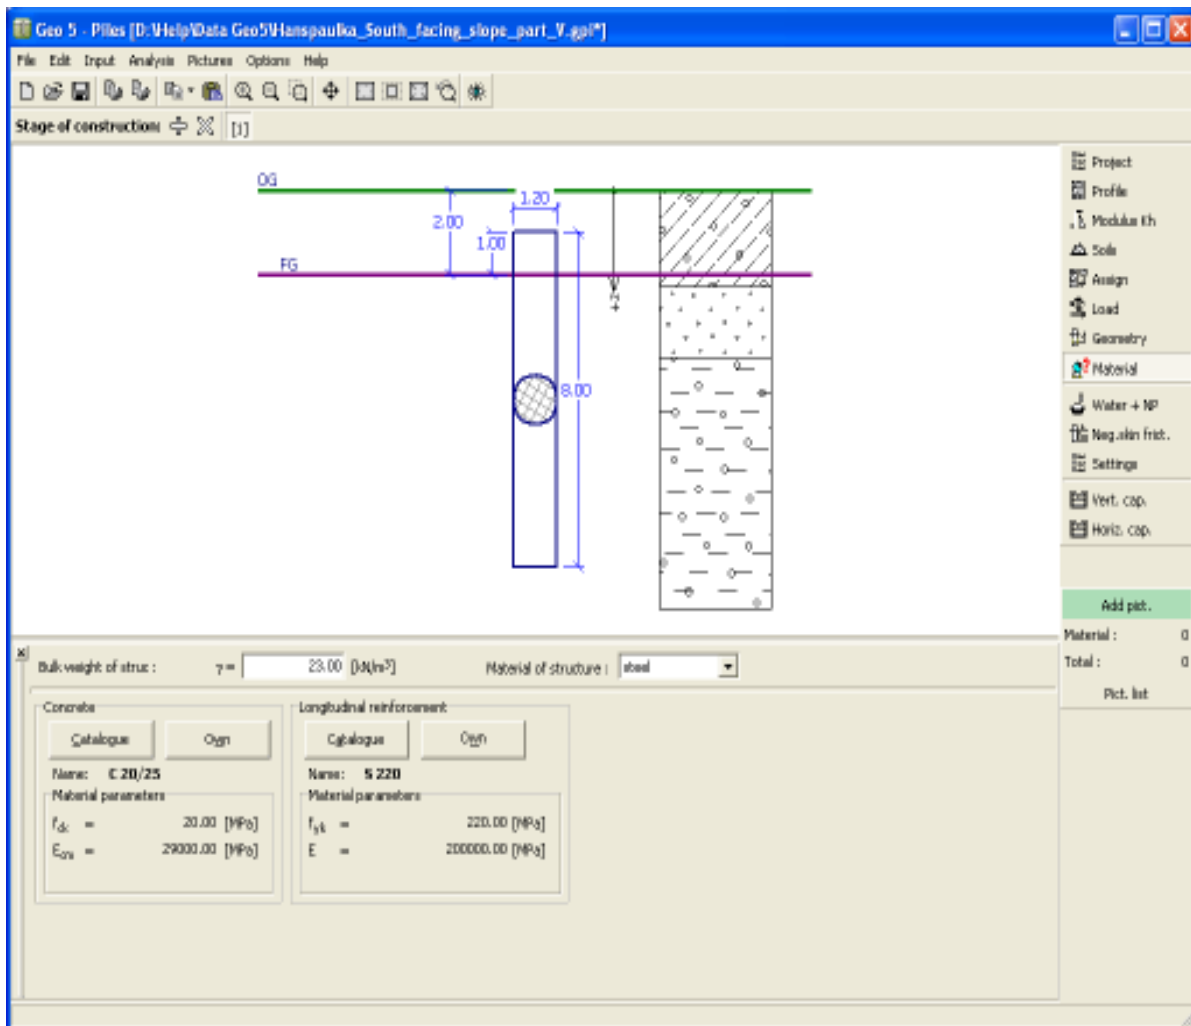 Geo 5 - Piles [D:\Help\Data Geo5\Hanspaulka_South_facing_slope_part_V.gpi*]
File Edit Input Analysis Pictures Options Help
Stage of construction: [1]
OG
1.20
2.00
1.00
FG
+z
8.00
Project
Profile
Modulus Kh
Soils
Assign
Load
Geometry
Material
Water + NP
Neg.skin frict.
Settings
Vert. cap.
Horiz. cap.
Add pict.
Material : 0
Total : 0
Pict. list
Bulk weight of struc : γ = 23.00 [kN/m³] Material of structure : steel
Concrete Longitudinal reinforcement
Catalogue Own Catalogue Own
Name: C 20/25 Name: S 220
Material parameters Material parameters
fck = 20.00 [MPa] fyk = 220.00 [MPa]
Ecm = 29000.00 [MPa] E = 200000.00 [MPa]